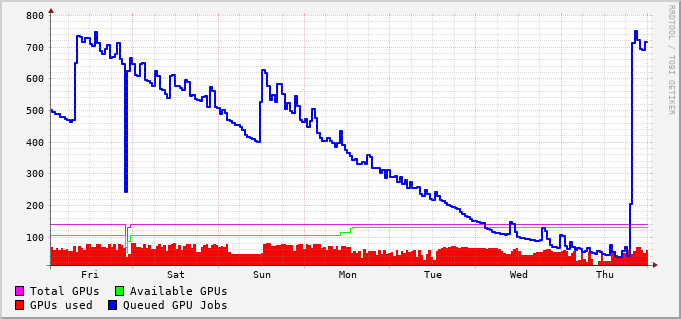 800
700
600
500
400
300
200
100
Fri Sat Sun Mon Tue Wed Thu
Total GPUs Available GPUs
GPUs used Queued GPU Jobs
RRDTOOL / TOBI OETIKER